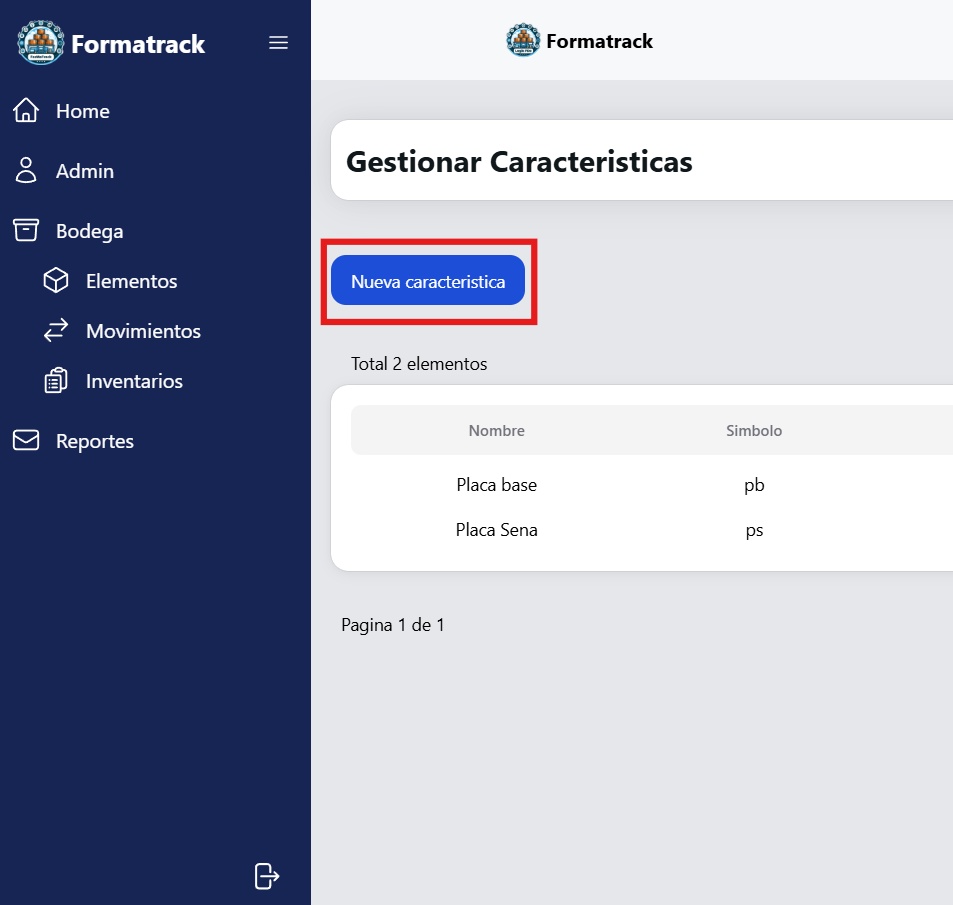 Formatrack
Home
Admin
Bodega
Elementos
Movimientos
Inventarios
Reportes
Formatrack
Gestionar Caracteristicas
Nueva caracteristica
Total 2 elementos
Nombre Simbolo
Placa base pb
Placa Sena ps
Pagina 1 de 1